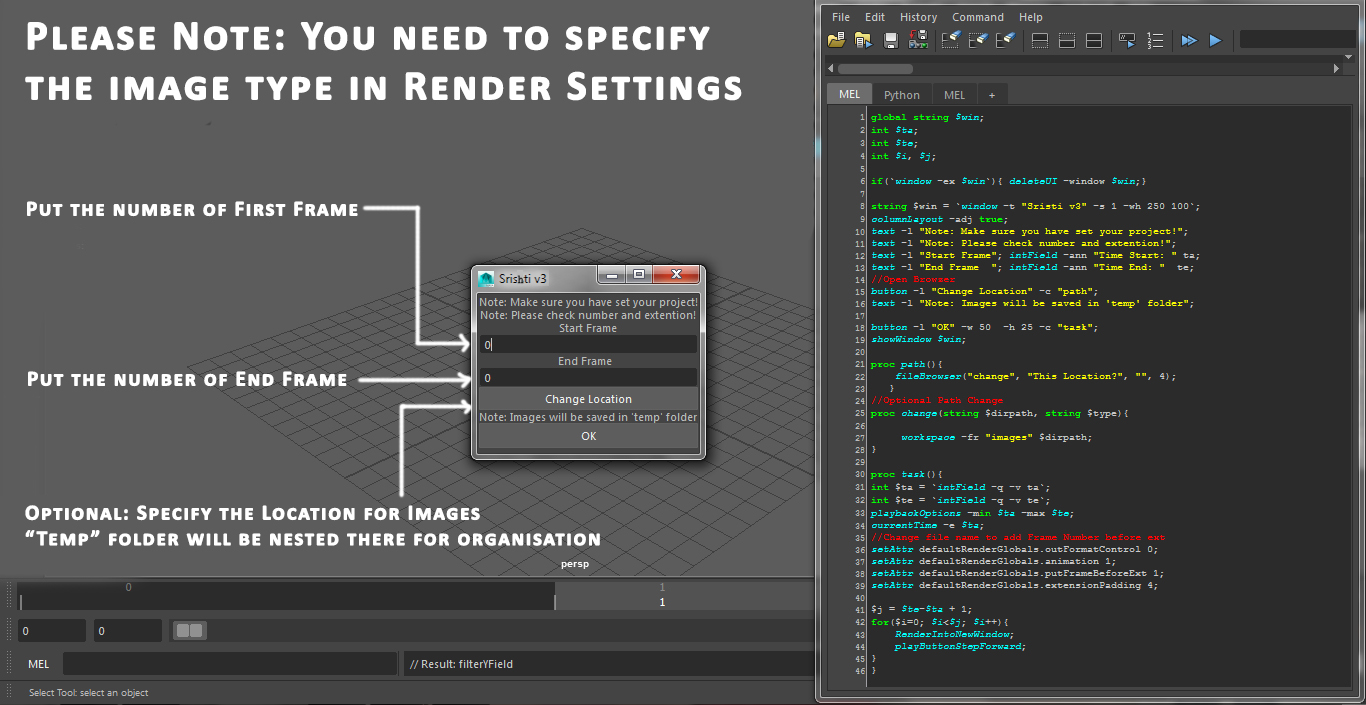 Please Note: You need to specify
the image type in Render Settings
Put the number of First Frame
Put the number of End Frame
Optional: Specify the Location for Images
“Temp” folder will be nested there for organisation
Srishti v3
Note: Make sure you have set your project!
Note: Please check number and extention!
Start Frame
0
End Frame
0
Change Location
Note: Images will be saved in 'temp' folder
OK
persp
0 1
1
0 0
MEL // Result: filterYField
Select Tool: select an object
File Edit History Command Help
MEL Python MEL +
1 global string $win;
2 int $ta;
3 int $te;
4 int $i, $j;
5
6 if(`window -ex $win`){ deleteUI -window $win;}
7
8 string $win = `window -t "Sristi v3" -s 1 -wh 250 100`;
9 columnLayout -adj true;
10 text -l "Note: Make sure you have set your project!";
11 text -l "Note: Please check number and extention!";
12 text -l "Start Frame"; intField -ann "Time Start: " ta;
13 text -l "End Frame  "; intField -ann "Time End: "  te;
14 //Open Browser
15 button -l "Change Location" -c "path";
16 text -l "Note: Images will be saved in 'temp' folder";
17
18 button -l "OK" -w 50  -h 25 -c "task";
19 showWindow $win;
20
21 proc path(){
22     fileBrowser("change", "This Location?", "", 4);
23    }
24 //Optional Path Change
25 proc change(string $dirpath, string $type){
26
27      workspace -fr "images" $dirpath;
28 }
29
30 proc task(){
31 int $ta = `intField -q -v ta`;
32 int $te = `intField -q -v te`;
33 playbackOptions -min $ta -max $te;
34 currentTime -e $ta;
35 //Change file name to add Frame Number before ext
36 setAttr defaultRenderGlobals.outFormatControl 0;
37 setAttr defaultRenderGlobals.animation 1;
38 setAttr defaultRenderGlobals.putFrameBeforeExt 1;
39 setAttr defaultRenderGlobals.extensionPadding 4;
40
41 $j = $te-$ta + 1;
42 for($i=0; $i<$j; $i++){
43     RenderIntoNewWindow;
44     playButtonStepForward;
45 }
46 }